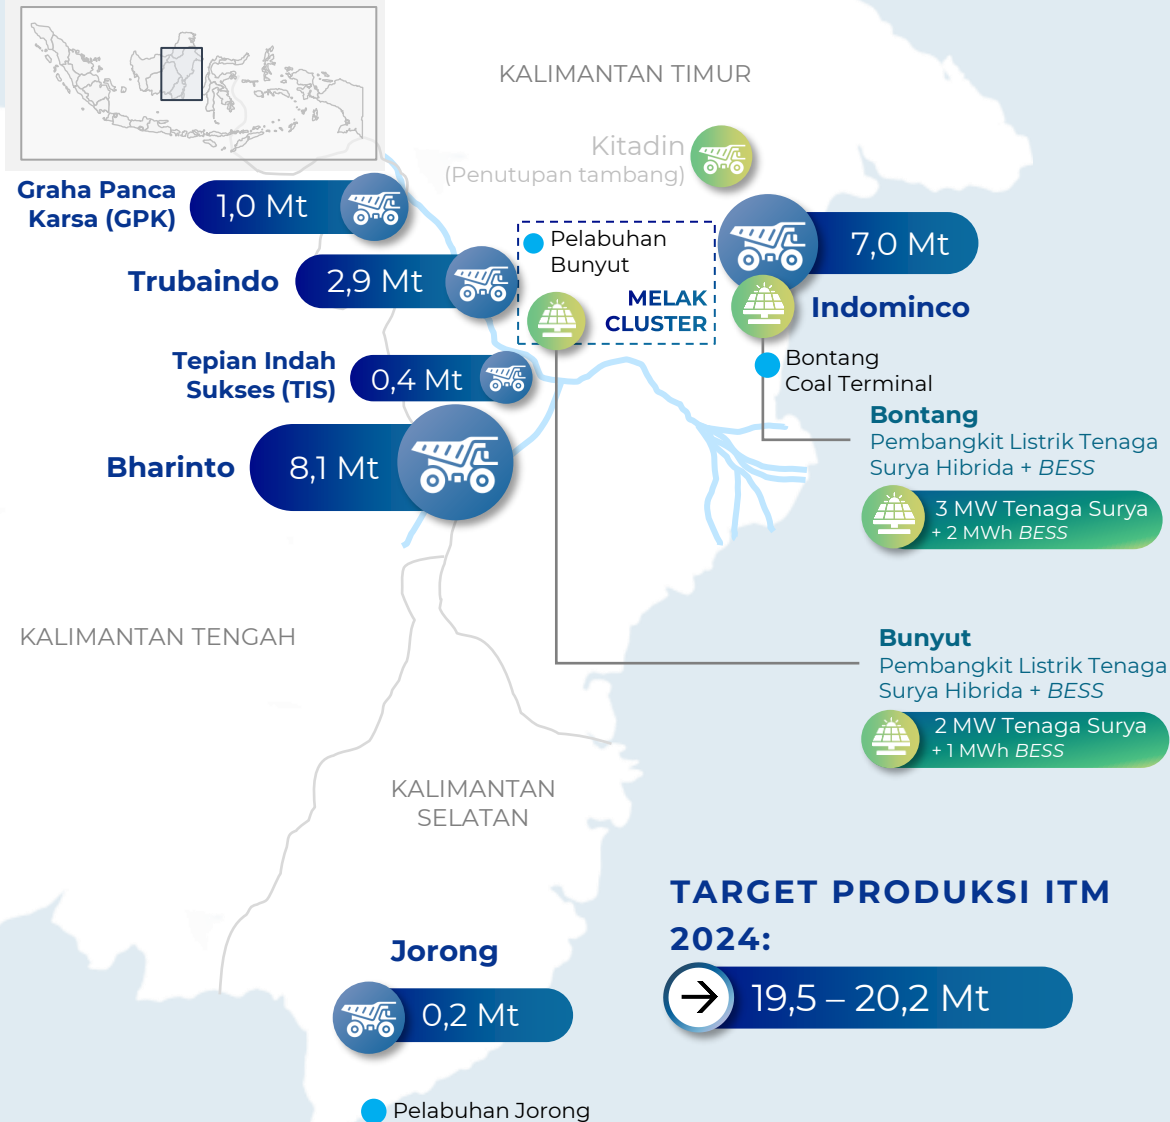 KALIMANTAN TIMUR
Kitadin
(Penutupan tambang)
Graha Panca
Karsa (GPK)
1,0 Mt
Trubaindo
2,9 Mt
Pelabuhan
Bunyut
MELAK
CLUSTER
7,0 Mt
Indominco
Tepian Indah
Sukses (TIS)
0,4 Mt
Bontang
Coal Terminal
Bharinto
8,1 Mt
Bontang
Pembangkit Listrik Tenaga
Surya Hibrida + BESS
3 MW Tenaga Surya
+ 2 MWh BESS
KALIMANTAN TENGAH
Bunyut
Pembangkit Listrik Tenaga
Surya Hibrida + BESS
2 MW Tenaga Surya
+ 1 MWh BESS
KALIMANTAN
SELATAN
TARGET PRODUKSI ITM
2024:
19,5 – 20,2 Mt
Jorong
0,2 Mt
Pelabuhan Jorong